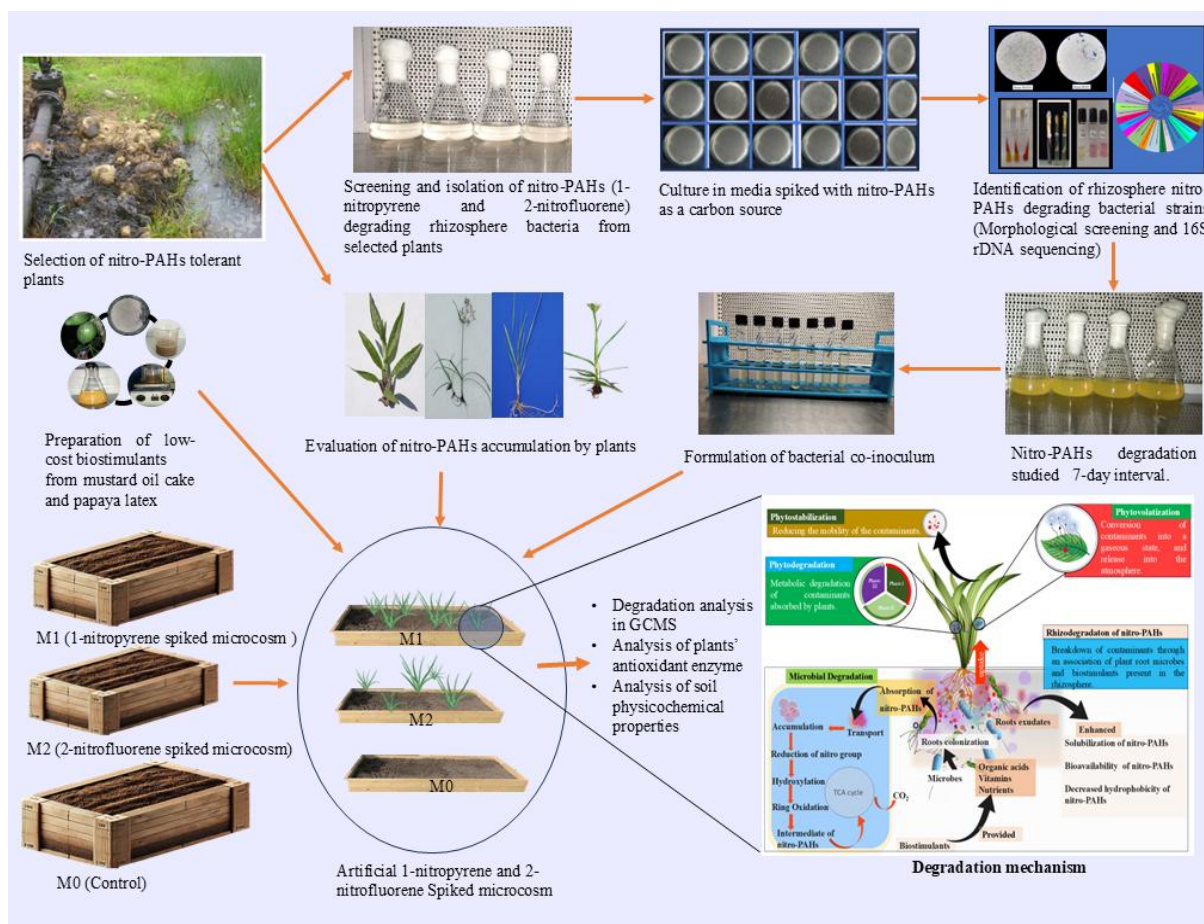 Screening and isolation of nitro-PAHs (1-
nitropyrene and 2-nitrofluorene)
degrading rhizosphere bacteria from
selected plants
Culture in media spiked with nitro-PAHs
as a carbon source
Identification of rhizosphere nitro-
PAHs degrading bacterial strains
(Morphological screening and 16S
rDNA sequencing)
Selection of nitro-PAHs tolerant
plants
Preparation of low-
cost biostimulants
from mustard oil cake
and papaya latex
Evaluation of nitro-PAHs accumulation by plants
Formulation of bacterial co-inoculum
Nitro-PAHs degradation
studied 7-day interval.
M1 (1-nitropyrene spiked microcosm )
M2 (2-nitrofluorene spiked microcosm)
M0 (Control)
M1
M2
M0
Artificial 1-nitropyrene and 2-
nitrofluorene Spiked microcosm
• Degradation analysis
in GCMS
• Analysis of plants’
antioxidant enzyme
• Analysis of soil
physicochemical
properties
Phytostabilization
Reducing the mobility of the contaminants
Phytovolatization
Conversion of
contaminants into a
gaseous state, and
release into the
atmosphere.
Phytodegradation
Metabolic degradation
of contaminants
absorbed by plants.
Rhizodegradaton of nitro-PAHs
Breakdown of contaminants through
an association of plant root microbes
and biostimulants present in the
rhizosphere.
Microbial Degradation
Absorption of
nitro-PAHs
Accumulation
Transport
Reduction of nitro group
Hydroxylation
Ring Oxidation
Intermediate of
nitro-PAHs
TCA cycle
CO2
Roots exudates
Roots colonization
Microbes
Organic acids
Vitamins
Nutrients
Biostimulants
Provided
Enhanced
Solubilization of nitro-PAHs
Bioavailability of nitro-PAHs
Decreased hydrophobicity of
nitro-PAHs
Degradation mechanism